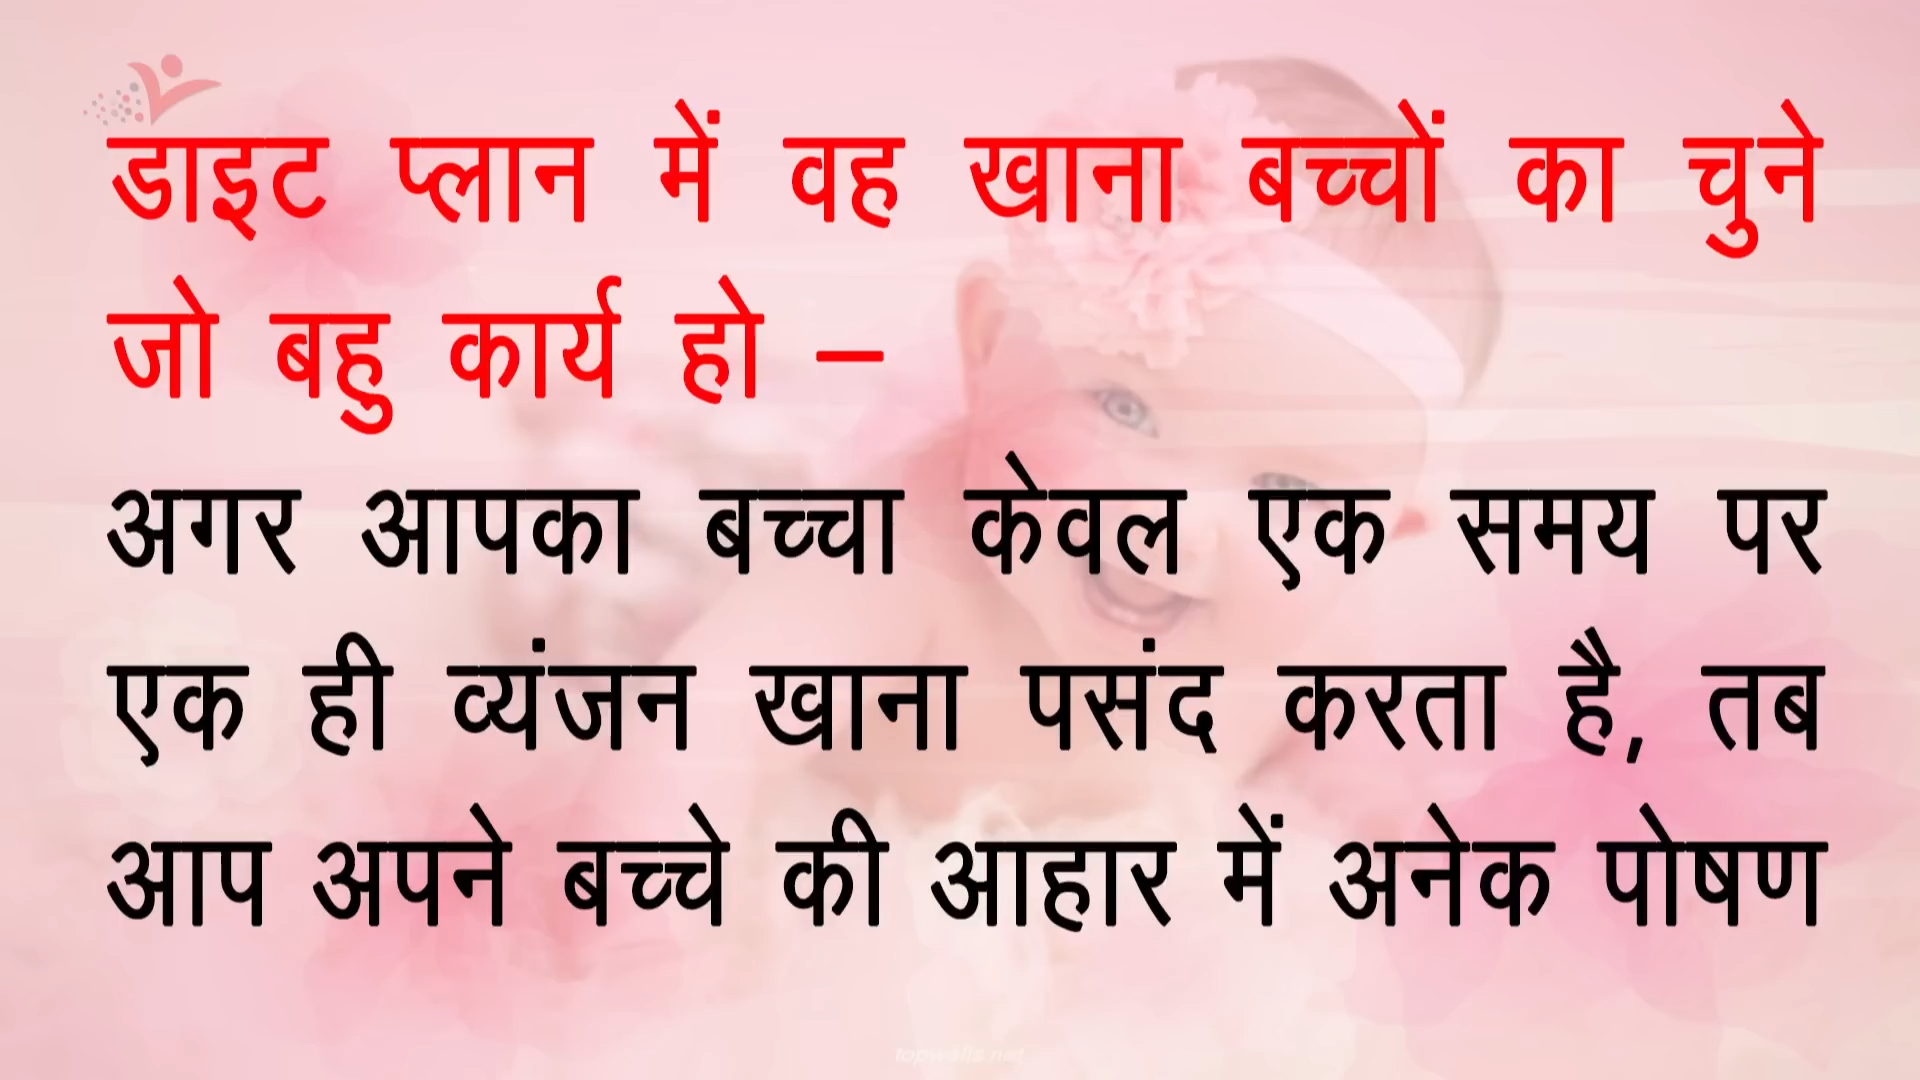 डाइट प्लान में वह खाना बच्चों का चुने
जो बहु कार्य हो –
अगर आपका बच्चा केवल एक समय पर
एक ही व्यंजन खाना पसंद करता है, तब
आप अपने बच्चे की आहार में अनेक पोषण